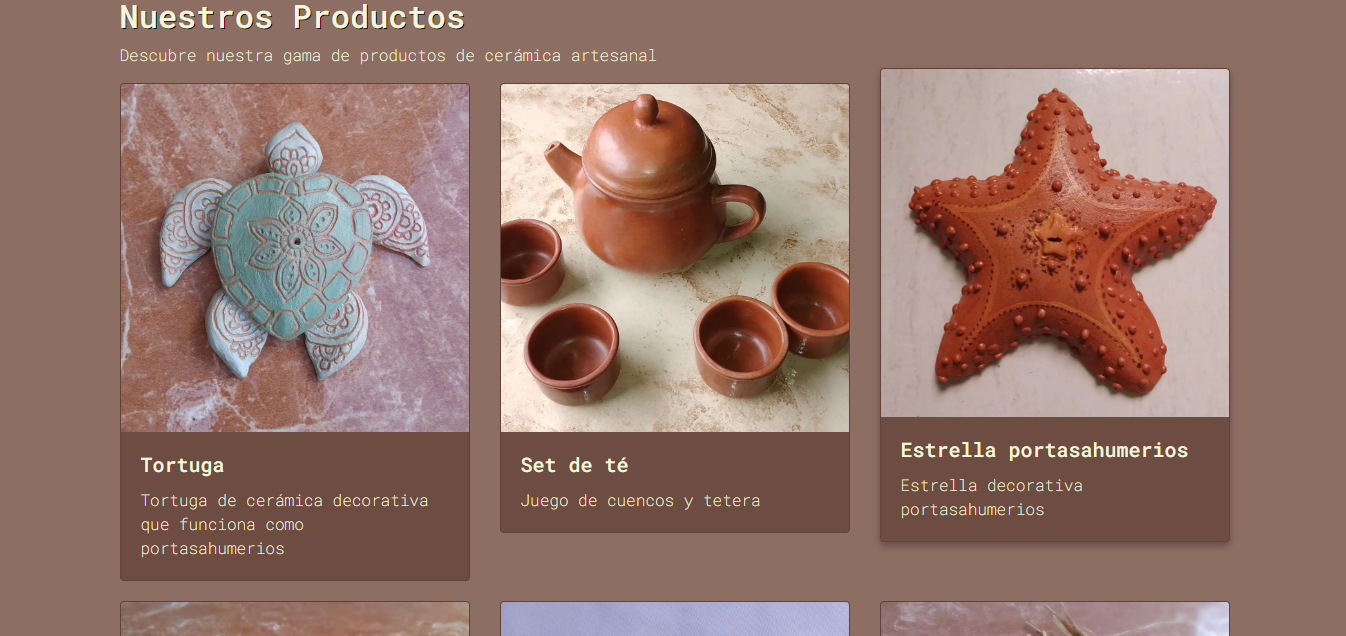 Nuestros Productos
Descubre nuestra gama de productos de cerámica artesanal
Tortuga
Tortuga de cerámica decorativa
que funciona como
portasahumerios
Set de té
Juego de cuencos y tetera
Estrella portasahumerios
Estrella decorativa
portasahumerios